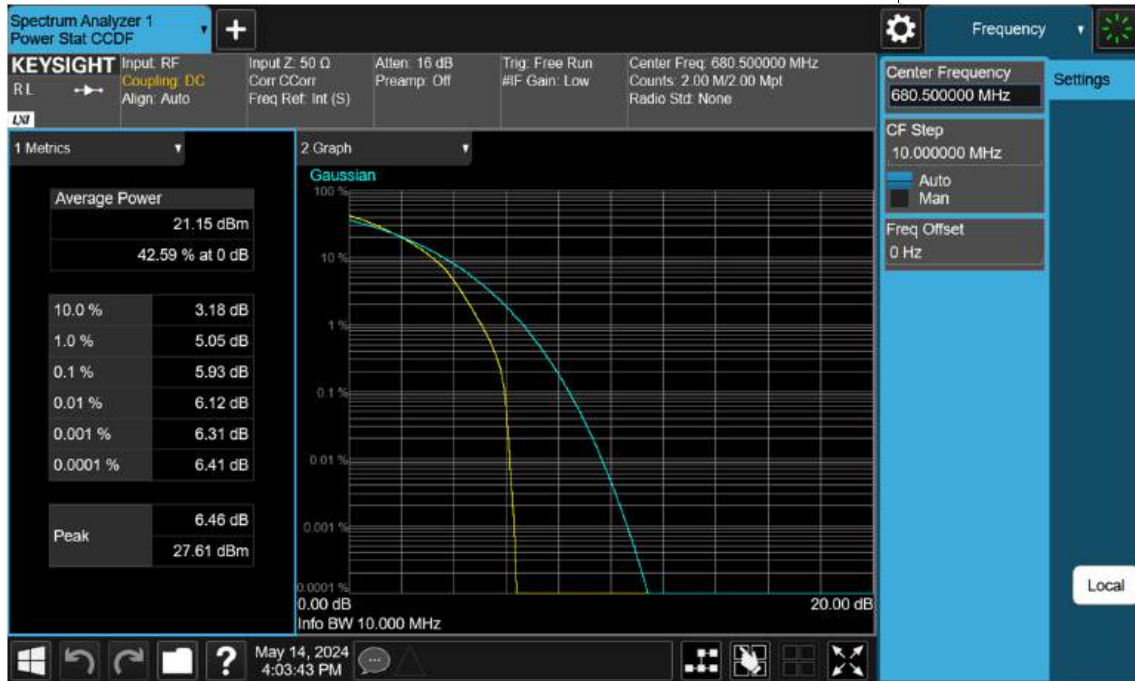 Spectrum Analyzer 1
Power Stat CCDF
+
Frequency
KEYSIGHT
R L
LXI
Input: RF
Coupling: DC
Align: Auto
Input Z: 50 Ω
Corr CCorr
Freq Ref: Int (S)
Atten: 16 dB
Preamp: Off
Trig: Free Run
#IF Gain: Low
Center Freq: 680.500000 MHz
Counts: 2.00 M/2.00 Mpt
Radio Std: None
Center Frequency
680.500000 MHz
Settings
CF Step
10.000000 MHz
Auto
Man
Freq Offset
0 Hz
Local
1 Metrics
Average Power
21.15 dBm
42.59 % at 0 dB
10.0 % 3.18 dB
1.0 % 5.05 dB
0.1 % 5.93 dB
0.01 % 6.12 dB
0.001 % 6.31 dB
0.0001 % 6.41 dB
Peak
6.46 dB
27.61 dBm
2 Graph
Gaussian
100 %
10 %
1 %
0.1 %
0.01 %
0.001 %
0.0001 %
0.00 dB 20.00 dB
Info BW 10.000 MHz
?
May 14, 2024
4:03:43 PM